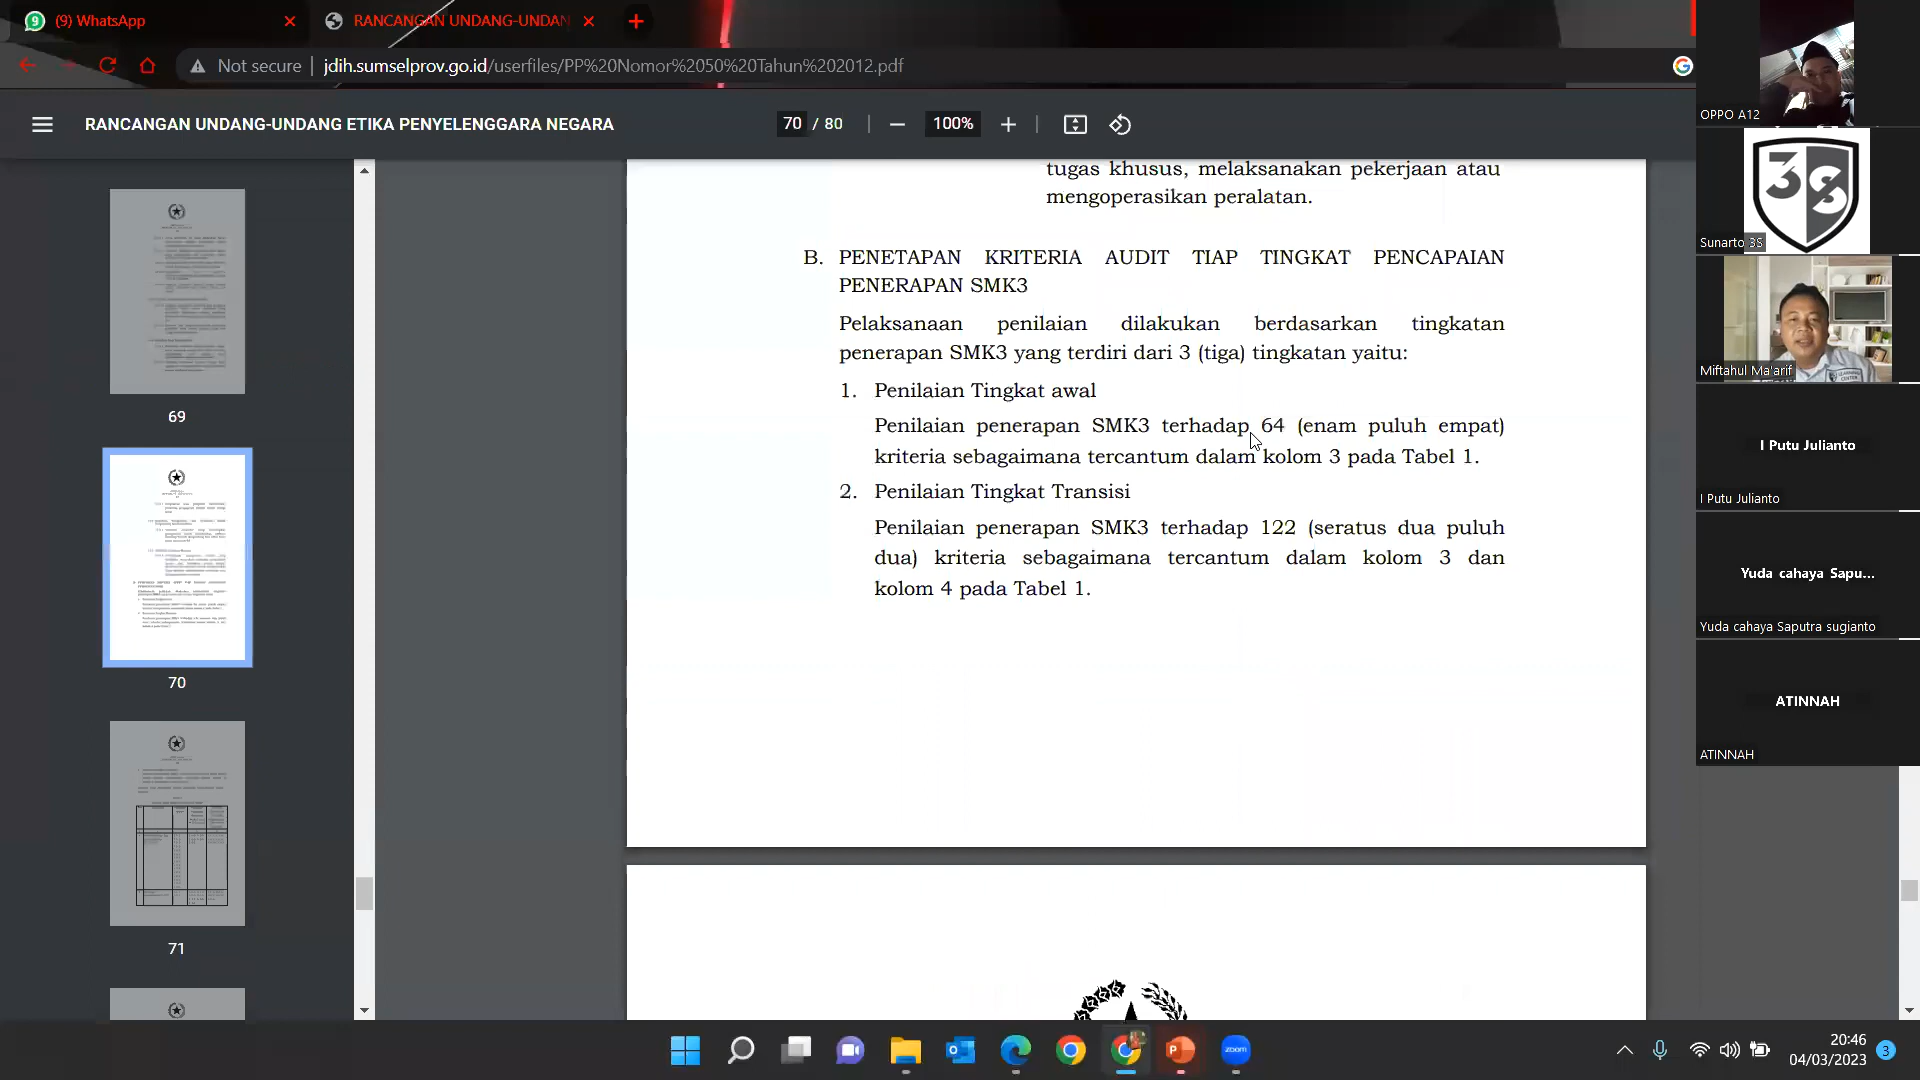 (9) WhatsApp
RANCANGAN UNDANG-UNDAN
Not secure
jdih.sumselprov.go.id/userfiles/PP%20Nomor%2050%20Tahun%202012.pdf
RANCANGAN UNDANG-UNDANG ETIKA PENYELENGGARA NEGARA
70 / 80
100%
69
70
71
tugas khusus, melaksanakan pekerjaan atau
mengoperasikan peralatan.
B. PENETAPAN KRITERIA AUDIT TIAP TINGKAT PENCAPAIAN
PENERAPAN SMK3
Pelaksanaan penilaian dilakukan berdasarkan tingkatan
penerapan SMK3 yang terdiri dari 3 (tiga) tingkatan yaitu:
1. Penilaian Tingkat awal
Penilaian penerapan SMK3 terhadap 64 (enam puluh empat)
kriteria sebagaimana tercantum dalam kolom 3 pada Tabel 1.
2. Penilaian Tingkat Transisi
Penilaian penerapan SMK3 terhadap 122 (seratus dua puluh
dua) kriteria sebagaimana tercantum dalam kolom 3 dan
kolom 4 pada Tabel 1.
OPPO A12
3S
Sunarto 3S
Miftahul Ma'arif
I Putu Julianto
I Putu Julianto
Yuda cahaya Sapu...
Yuda cahaya Saputra sugianto
ATINNAH
ATINNAH
zoom
20:46
04/03/2023
3